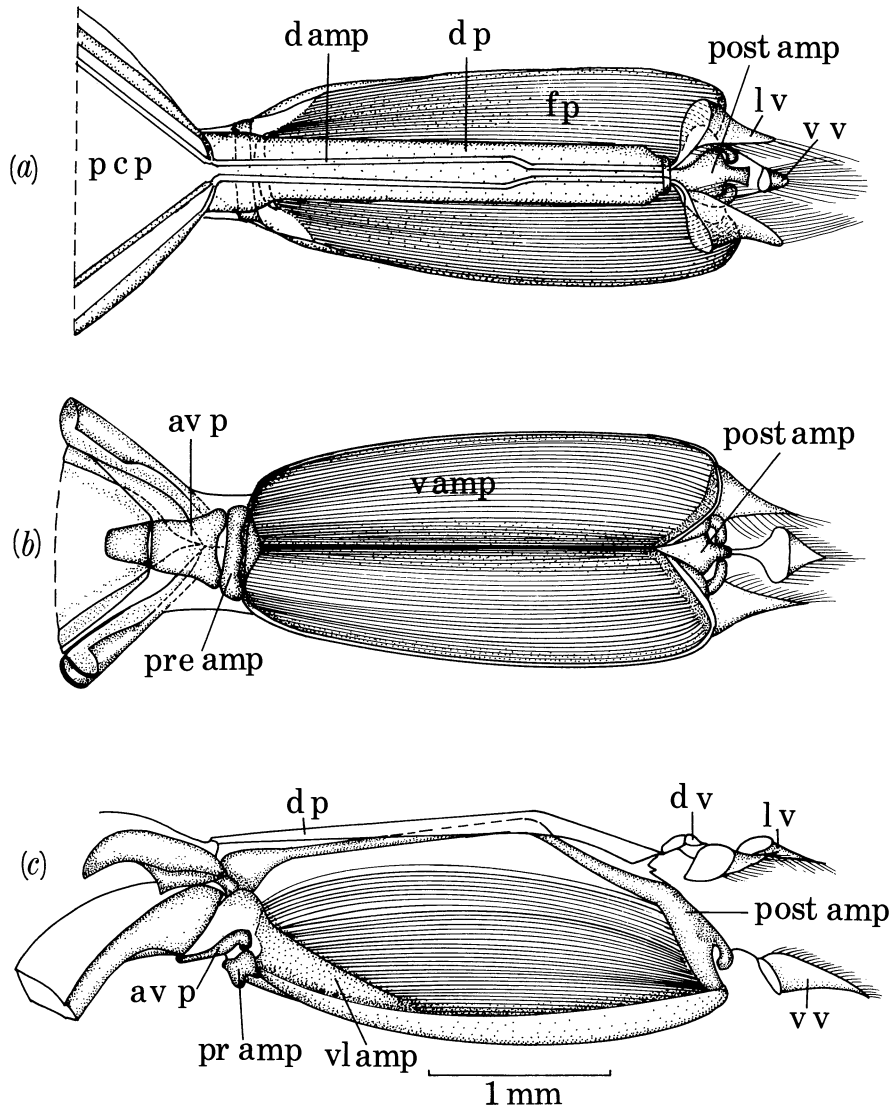 d amp
d p
post amp
f p
l v
v v
(a)
p c p
av p
post amp
v amp
(b)
pre amp
d p
d v
l v
(c)
post amp
av p
v v
pr amp
vl amp
1 mm